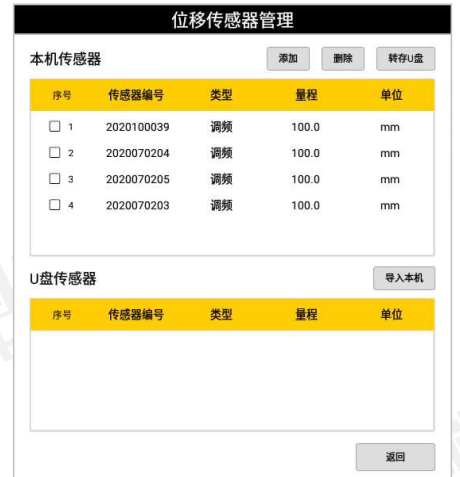 位移传感器管理
本机传感器 添加 删除 转存U盘
序号 传感器编号 类型 量程 单位
1 2020100039 调频 100.0 mm
2 2020070204 调频 100.0 mm
3 2020070205 调频 100.0 mm
4 2020070203 调频 100.0 mm
U盘传感器 导入本机
序号 传感器编号 类型 量程 单位
返回